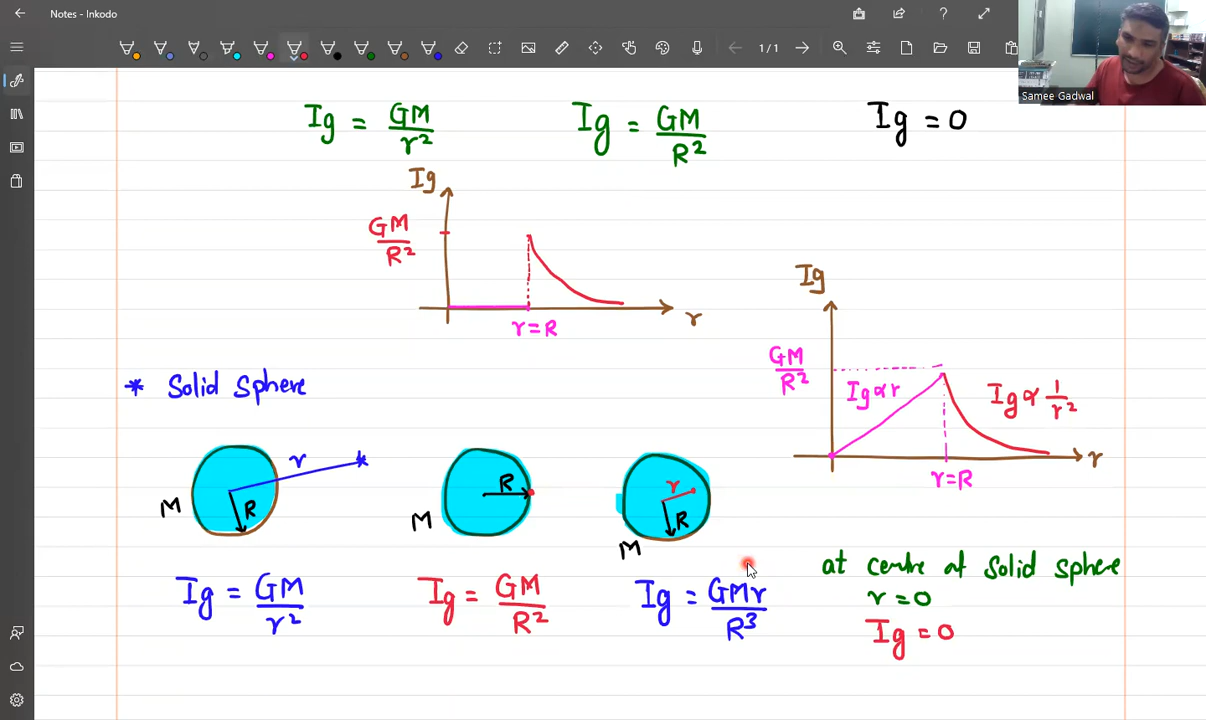 Notes - Inkodo
1/1
Samee Gadwal
Ig = GM/r² Ig = GM/R² Ig = 0
Ig
GM/R²
r = R
r
Ig
GM/R²
Ig ∝ r
Ig ∝ 1/r²
r = R
r
* Solid Sphere
r
R
M
R
M
r
R
M
Ig = GM/r² Ig = GM/R² Ig = GMr/R³
at centre at Solid sphere
r = 0
Ig = 0